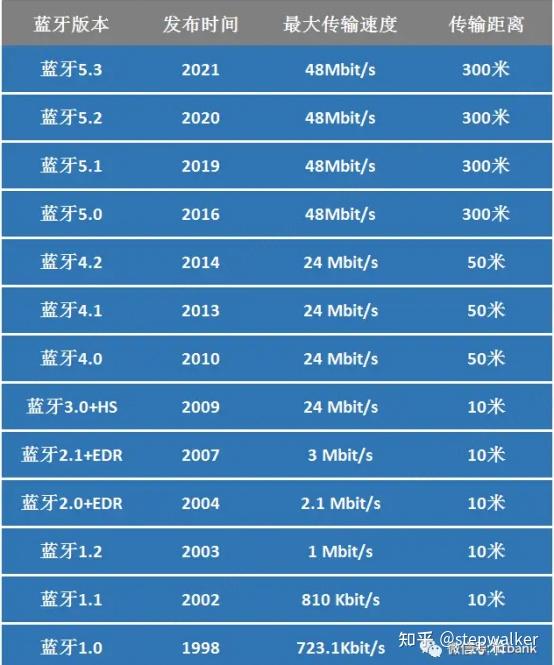 蓝牙版本 发布时间 最大传输速度 传输距离
蓝牙5.3 2021 48Mbit/s 300米
蓝牙5.2 2020 48Mbit/s 300米
蓝牙5.1 2019 48Mbit/s 300米
蓝牙5.0 2016 48Mbit/s 300米
蓝牙4.2 2014 24 Mbit/s 50米
蓝牙4.1 2013 24 Mbit/s 50米
蓝牙4.0 2010 24 Mbit/s 50米
蓝牙3.0+HS 2009 24 Mbit/s 10米
蓝牙2.1+EDR 2007 3 Mbit/s 10米
蓝牙2.0+EDR 2004 2.1 Mbit/s 10米
蓝牙1.2 2003 1 Mbit/s 10米
蓝牙1.1 2002 810 Kbit/s 10米
蓝牙1.0 1998 723.1Kbit/s
知乎 @stepwalker